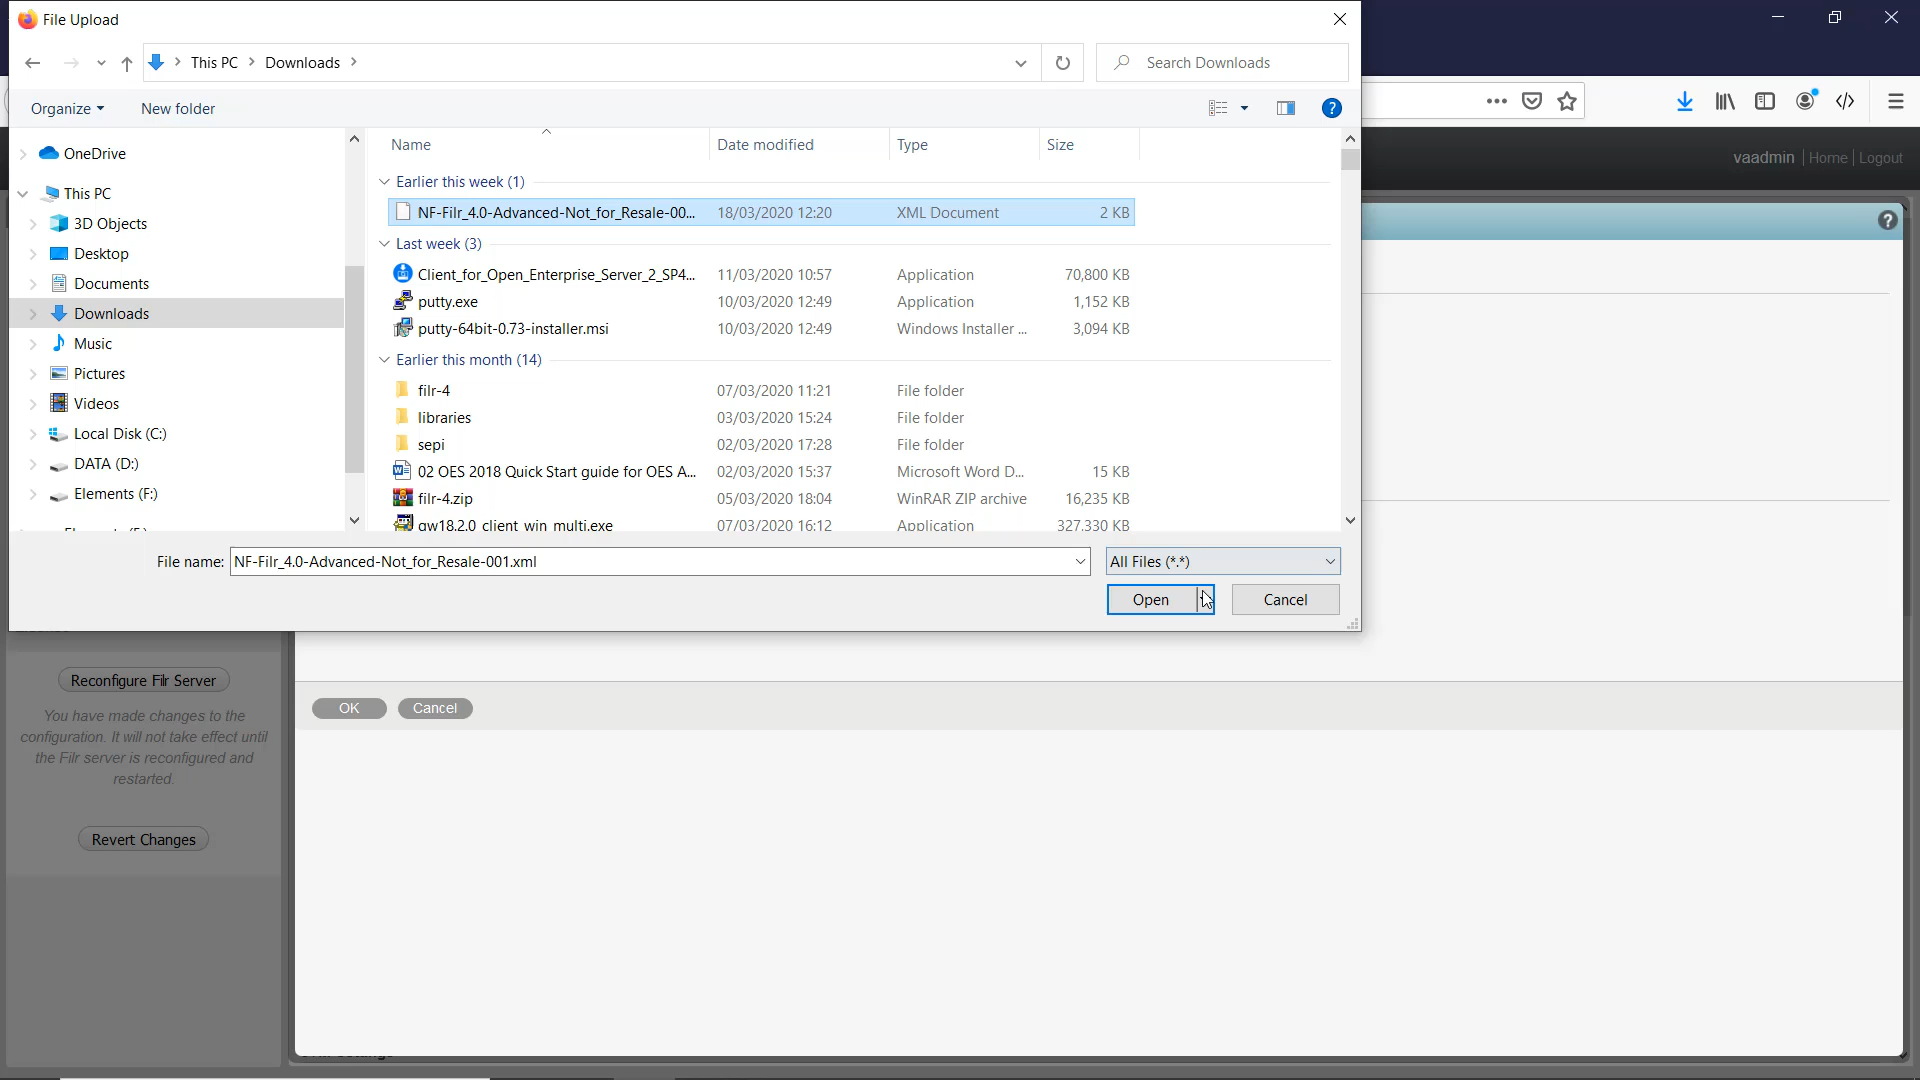 File Upload
This PC > Downloads >
Search Downloads
Organize
New folder
OneDrive
This PC
3D Objects
Desktop
Documents
Downloads
Music
Pictures
Videos
Local Disk (C:)
DATA (D:)
Elements (F:)
Name Date modified Type Size
Earlier this week (1)
NF-Filr_4.0-Advanced-Not_for_Resale-00... 18/03/2020 12:20 XML Document 2 KB
Last week (3)
Client_for_Open_Enterprise_Server_2_SP4... 11/03/2020 10:57 Application 70,800 KB
putty.exe 10/03/2020 12:49 Application 1,152 KB
putty-64bit-0.73-installer.msi 10/03/2020 12:49 Windows Installer ... 3,094 KB
Earlier this month (14)
filr-4 07/03/2020 11:21 File folder
libraries 03/03/2020 15:24 File folder
sepi 02/03/2020 17:28 File folder
02 OES 2018 Quick Start guide for OES A... 02/03/2020 15:37 Microsoft Word D... 15 KB
filr-4.zip 05/03/2020 18:04 WinRAR ZIP archive 16,235 KB
gw18.2.0_client_win_multi.exe 07/03/2020 16:12 Application 327,330 KB
File name: NF-Filr_4.0-Advanced-Not_for_Resale-001.xml
All Files (*.*)
Open
Cancel
vaadmin | Home | Logout
Reconfigure Filr Server
You have made changes to the
configuration. It will not take effect until
the Filr server is reconfigured and
restarted.
Revert Changes
OK
Cancel